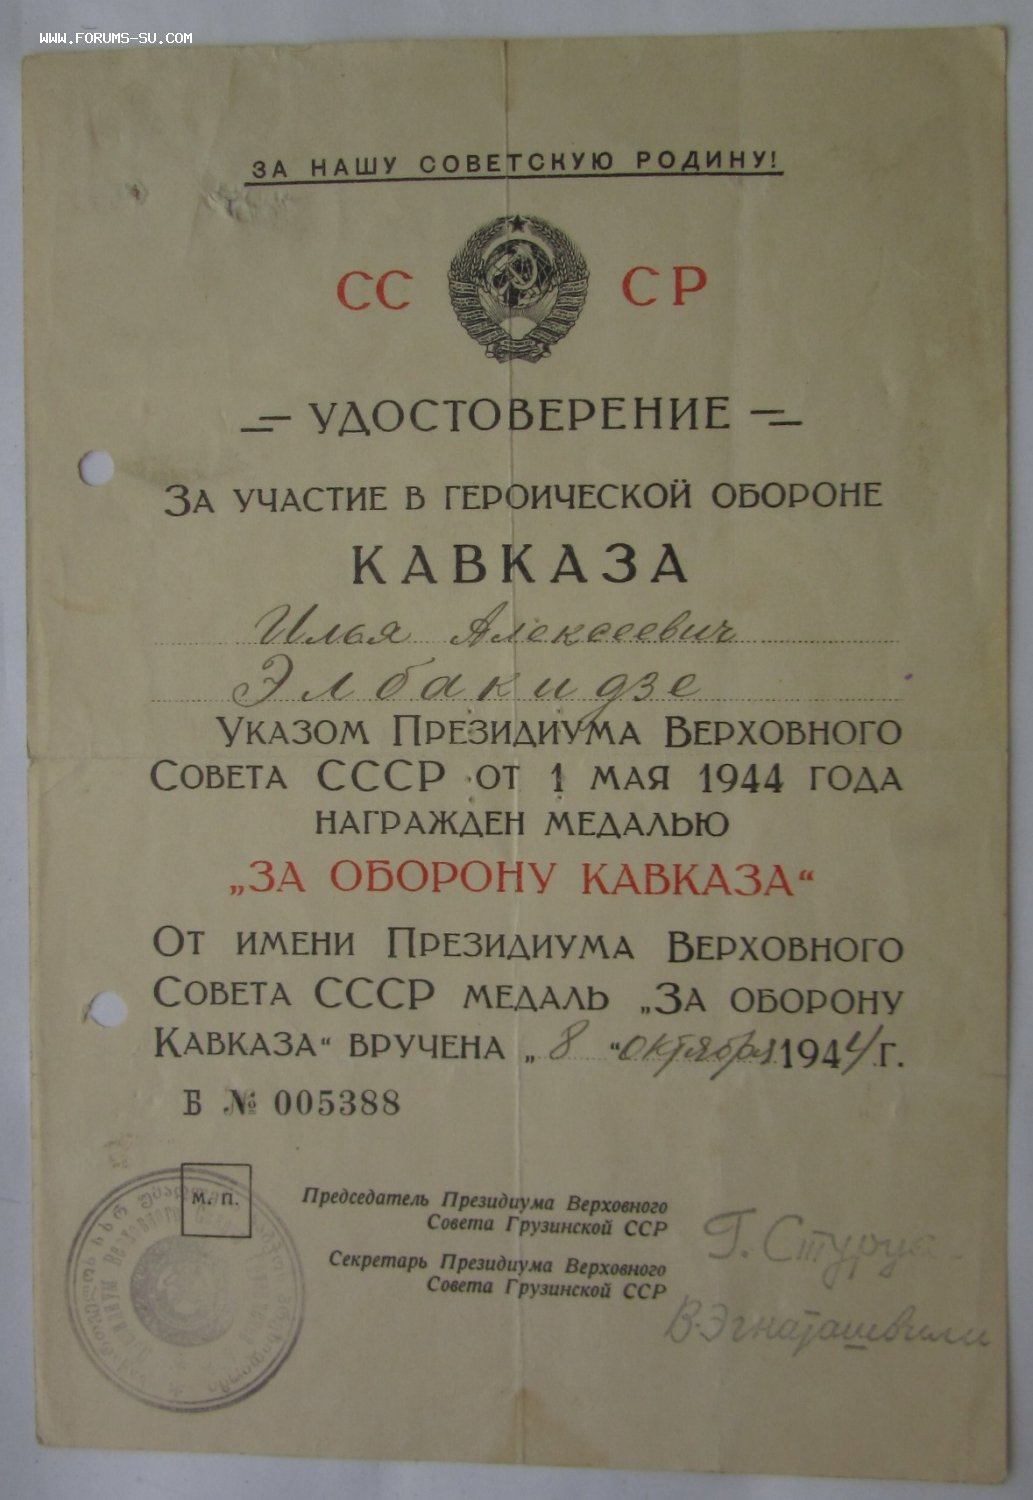 WWW.FORUMS-SU.COM
ЗА НАШУ СОВЕТСКУЮ РОДИНУ!
СС СР
УДОСТОВЕРЕНИЕ
ЗА УЧАСТИЕ В ГЕРОИЧЕСКОЙ ОБОРОНЕ
КАВКАЗА
Илья Алексеевич
Элбакидзе
УКАЗОМ ПРЕЗИДИУМА ВЕРХОВНОГО
СОВЕТА СССР ОТ 1 МАЯ 1944 ГОДА
НАГРАЖДЕН МЕДАЛЬЮ
„ЗА ОБОРОНУ КАВКАЗА“
ОТ ИМЕНИ ПРЕЗИДИУМА ВЕРХОВНОГО
СОВЕТА СССР МЕДАЛЬ „ЗА ОБОРОНУ
КАВКАЗА“ ВРУЧЕНА „8“ октября 1944 Г.
Б № 005388
М. П.
Председатель Президиума Верховного
Совета Грузинской ССР
Г. Стуруа
Секретарь Президиума Верховного
Совета Грузинской ССР
В. Эгнаташвили